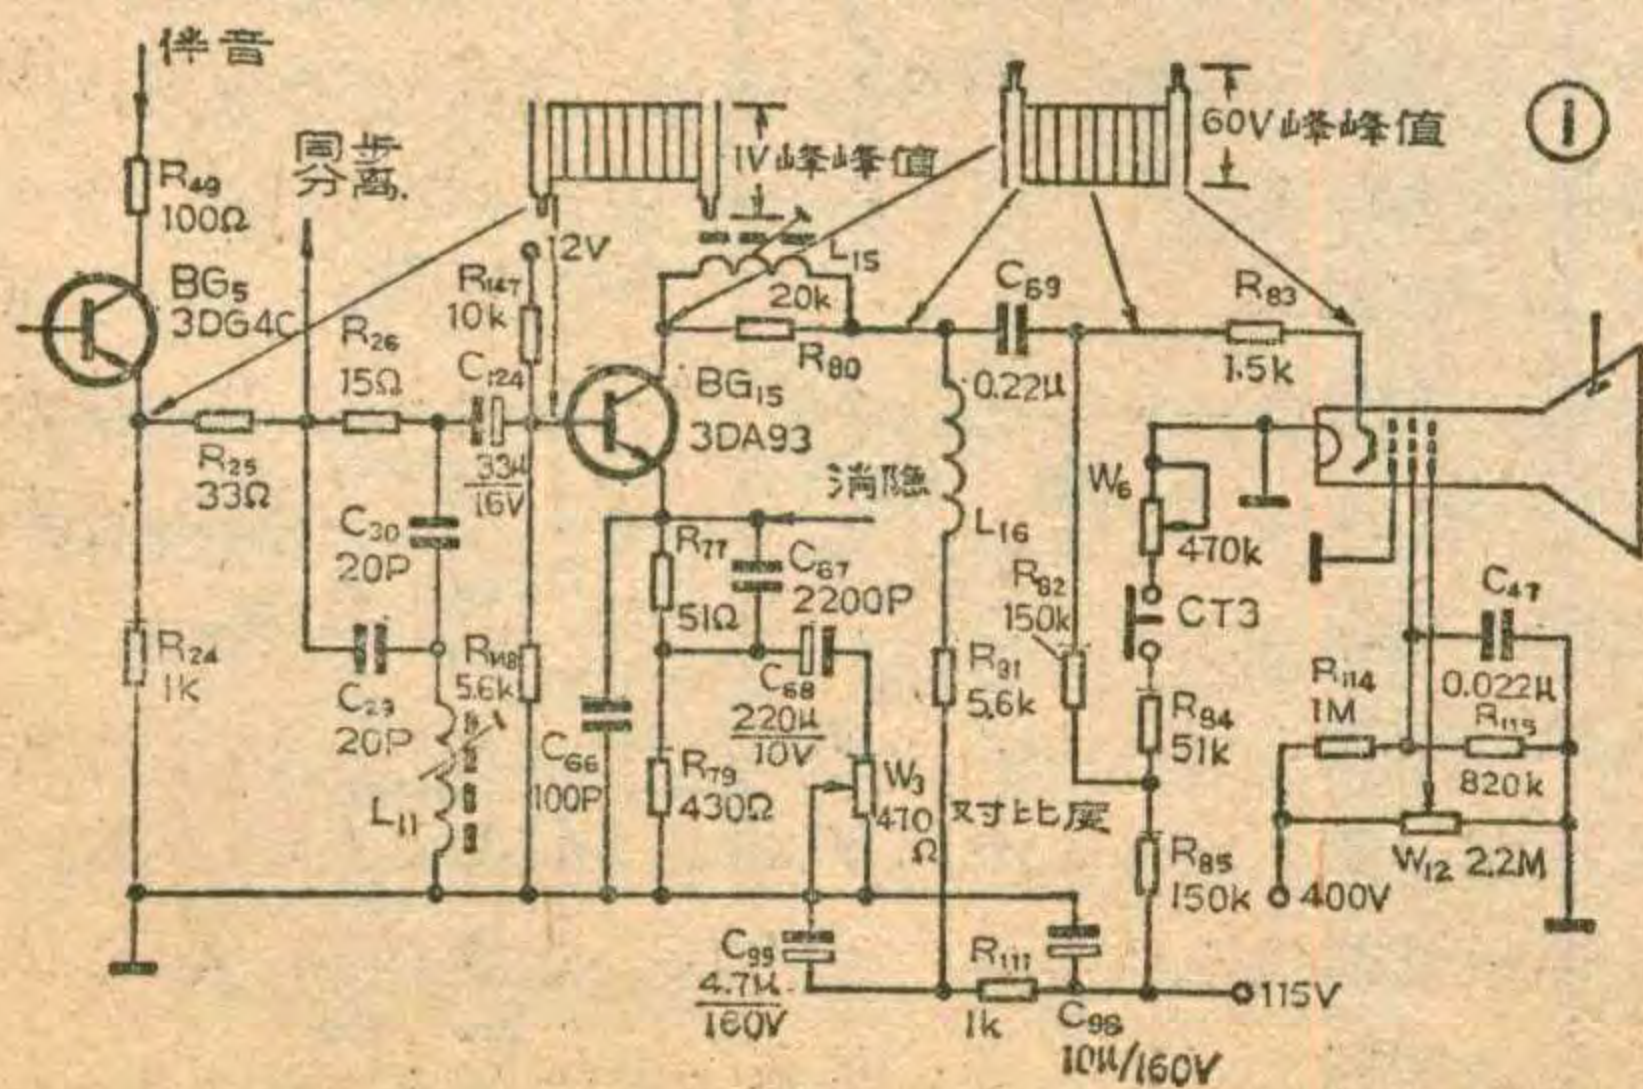 伴音
①
60V峰峰值
1V峰峰值
同步
分离.
R49
100Ω
12V
L15
BG5
3DG4C
R147
10k
20k
C69
R83
R26
15Ω
C124
R80
0.22μ
1.5k
BG15
3DA93
R25
33Ω
33μ
16V
消隐
W6
C30
20P
R77
51Ω
C67
2200P
L16
470k
R82
150k
CT3
C47
0.022μ
R24
1k
C29
20P
R148
5.6k
C68
220μ
10V
R81
5.6k
R84
51k
R114
1M
R115
820k
L11
C66
100P
R79
430Ω
W3
470
Ω
对比度
R85
150k
400V
W12 2.2M
C99
4.7μ
160V
R111
1k
C98
10μ/160V
115V